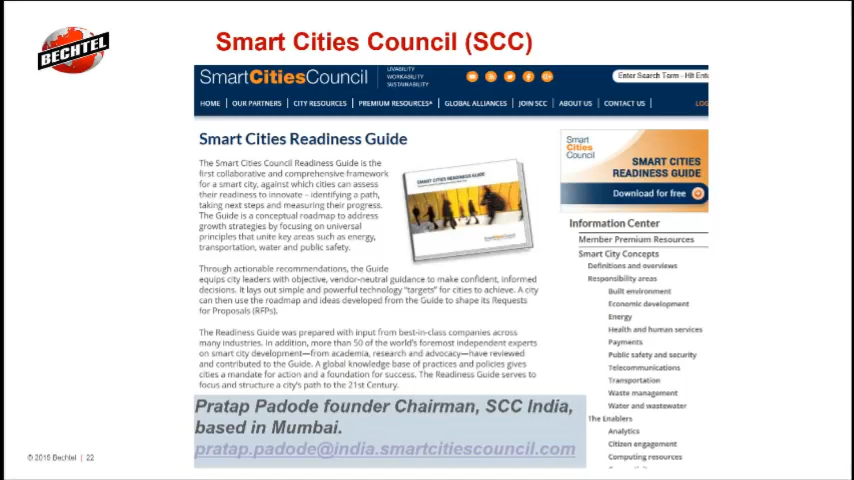 BECHTEL
Smart Cities Council (SCC)
SmartCitiesCouncil
LIVABILITY
WORKABILITY
SUSTAINABILITY
Enter Search Term - Hit Ent
HOME
OUR PARTNERS
CITY RESOURCES
PREMIUM RESOURCES*
GLOBAL ALLIANCES
JOIN SCC
ABOUT US
CONTACT US
LOG
Smart Cities Readiness Guide
The Smart Cities Council Readiness Guide is the
first collaborative and comprehensive framework
for a smart city, against which cities can assess
their readiness to innovate – identifying a path,
taking next steps and measuring their progress.
The Guide is a conceptual roadmap to address
growth strategies by focusing on universal
principles that unite key areas such as energy,
transportation, water and public safety.
SMART CITIES READINESS GUIDE
Through actionable recommendations, the Guide
equips city leaders with objective, vendor-neutral guidance to make confident, informed
decisions. It lays out simple and powerful technology "targets" for cities to achieve. A city
can then use the roadmap and ideas developed from the Guide to shape its Requests
for Proposals (RFPs).
The Readiness Guide was prepared with input from best-in-class companies across
many industries. In addition, more than 50 of the world's foremost independent experts
on smart city development—from academia, research and advocacy—have reviewed
and contributed to the Guide. A global knowledge base of practices and policies gives
cities a mandate for action and a foundation for success. The Readiness Guide serves to
focus and structure a city's path to the 21st Century.
Smart
Cities
Council
SMART CITIES
READINESS GUIDE
Download for free
Information Center
Member Premium Resources
Smart City Concepts
Definitions and overviews
Responsibility areas
Built environment
Economic development
Energy
Health and human services
Payments
Public safety and security
Telecommunications
Transportation
Waste management
Water and wastewater
The Enablers
Analytics
Citizen engagement
Computing resources
Pratap Padode founder Chairman, SCC India,
based in Mumbai.
pratap.padode@india.smartcitiescouncil.com
© 2019 Bechtel | 22